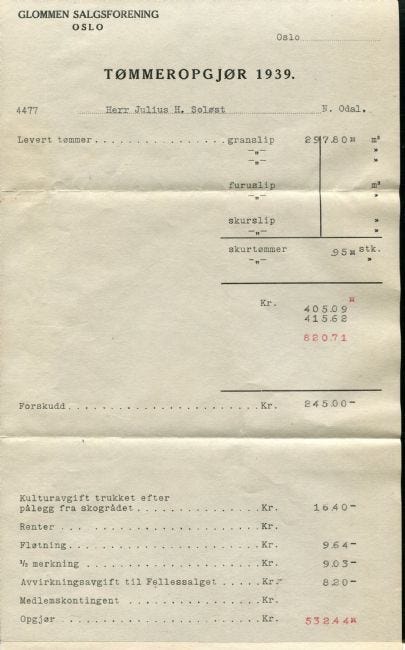 GLOMMEN SALGSFORENING
OSLO
Oslo
TØMMEROPGJØR 1939.
4477 Herr Julius H. Soløst N. Odal.
Levert tømmer.................granslip 297.80 m³
—„— »
—„— »
furuslip m³
—„— »
skurslip »
—„— »
skurtømmer 95 stk.
—„— »
Kr. 405.09
415.62
820.71
Forskudd........................Kr. 245.00-
Kulturavgift trukket efter
pålegg fra skogrådet...............Kr. 16.40-
Renter ... ......................Kr.
Fløtning.........................Kr. 9.64-
½ merkning ......................Kr. 9.03-
Avvirkningsavgift til Fellessalget .....Kr. 8.20-
Medlemskontingent ...............Kr.
Opgjør ..........................Kr. 532.44